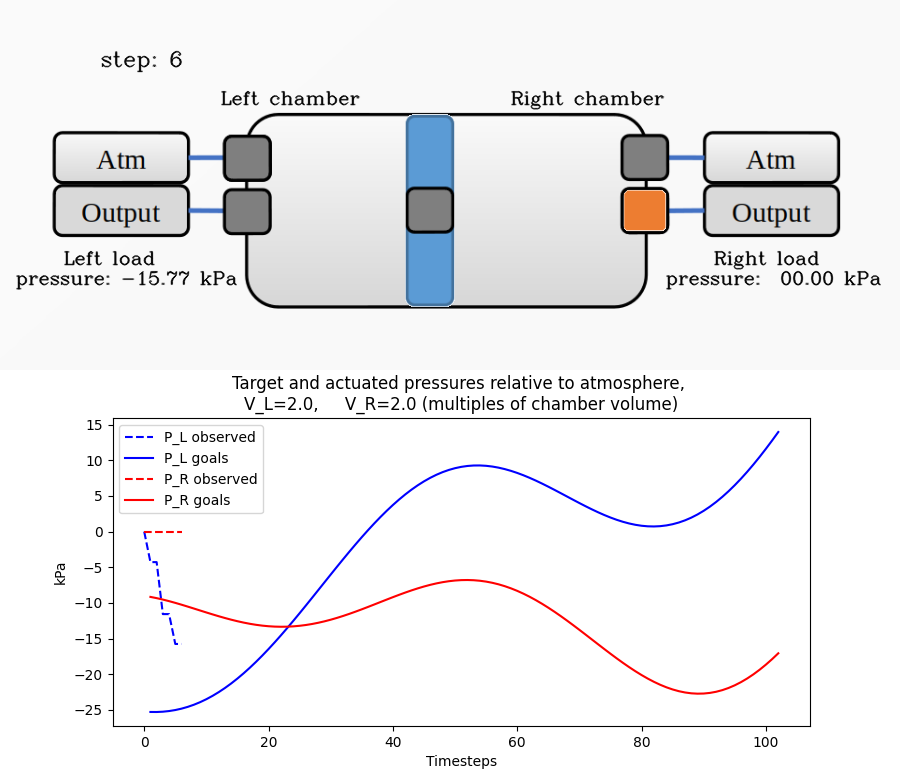 step: 6
Left chamber
Right chamber
Atm
Atm
Output
Output
Left load
pressure: −15.77 kPa
Right load
pressure: 00.00 kPa
Target and actuated pressures relative to atmosphere,
V_L=2.0, V_R=2.0 (multiples of chamber volume)
P_L observed
P_L goals
P_R observed
P_R goals
15
10
5
0
−5
−10
−15
−20
−25
kPa
0 20 40 60 80 100
Timesteps